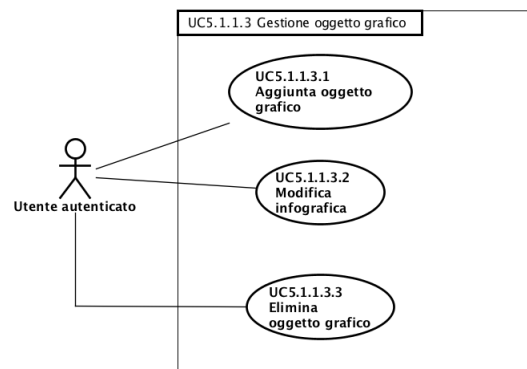 UC5.1.1.3 Gestione oggetto grafico
UC5.1.1.3.1
Aggiunta oggetto
grafico
UC5.1.1.3.2
Modifica
infografica
Utente autenticato
UC5.1.1.3.3
Elimina
oggetto grafico